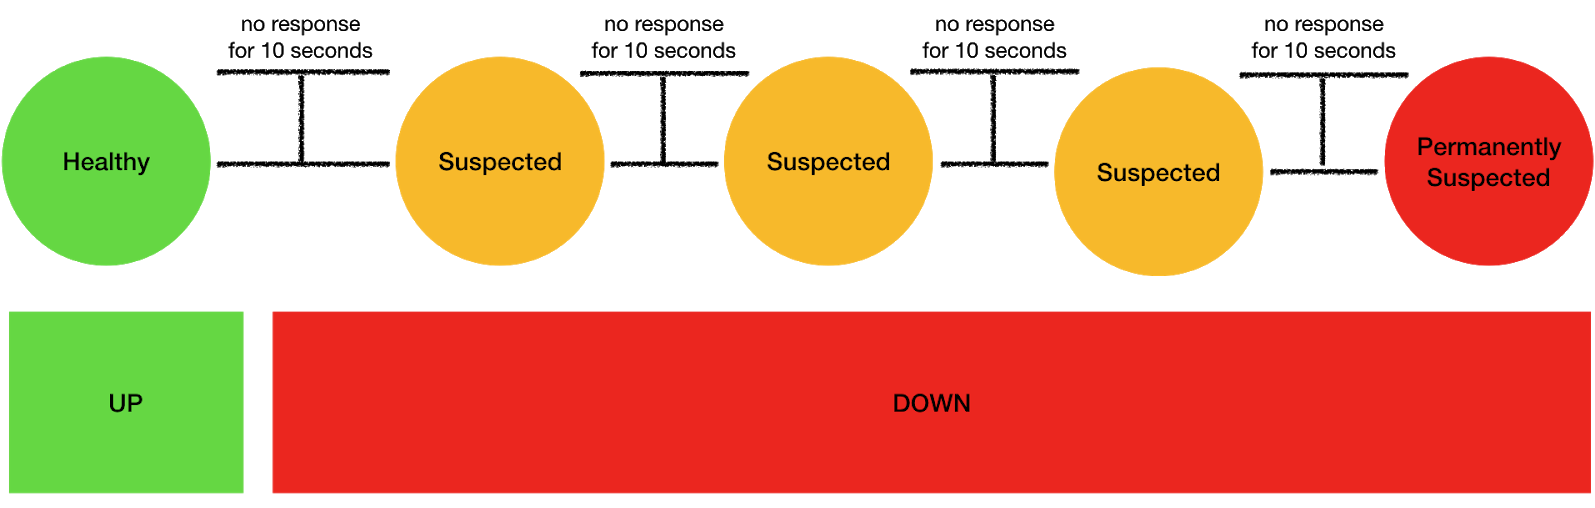 no response
for 10 seconds
no response
for 10 seconds
no response
for 10 seconds
no response
for 10 seconds
Healthy
Suspected
Suspected
Suspected
Permanently
Suspected
UP
DOWN